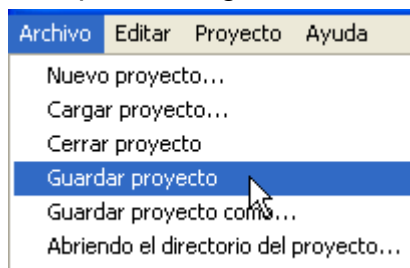 Archivo Editar Proyecto Ayuda
Nuevo proyecto...
Cargar proyecto...
Cerrar proyecto
Guardar proyecto
Guardar proyecto como...
Abriendo el directorio del proyecto...